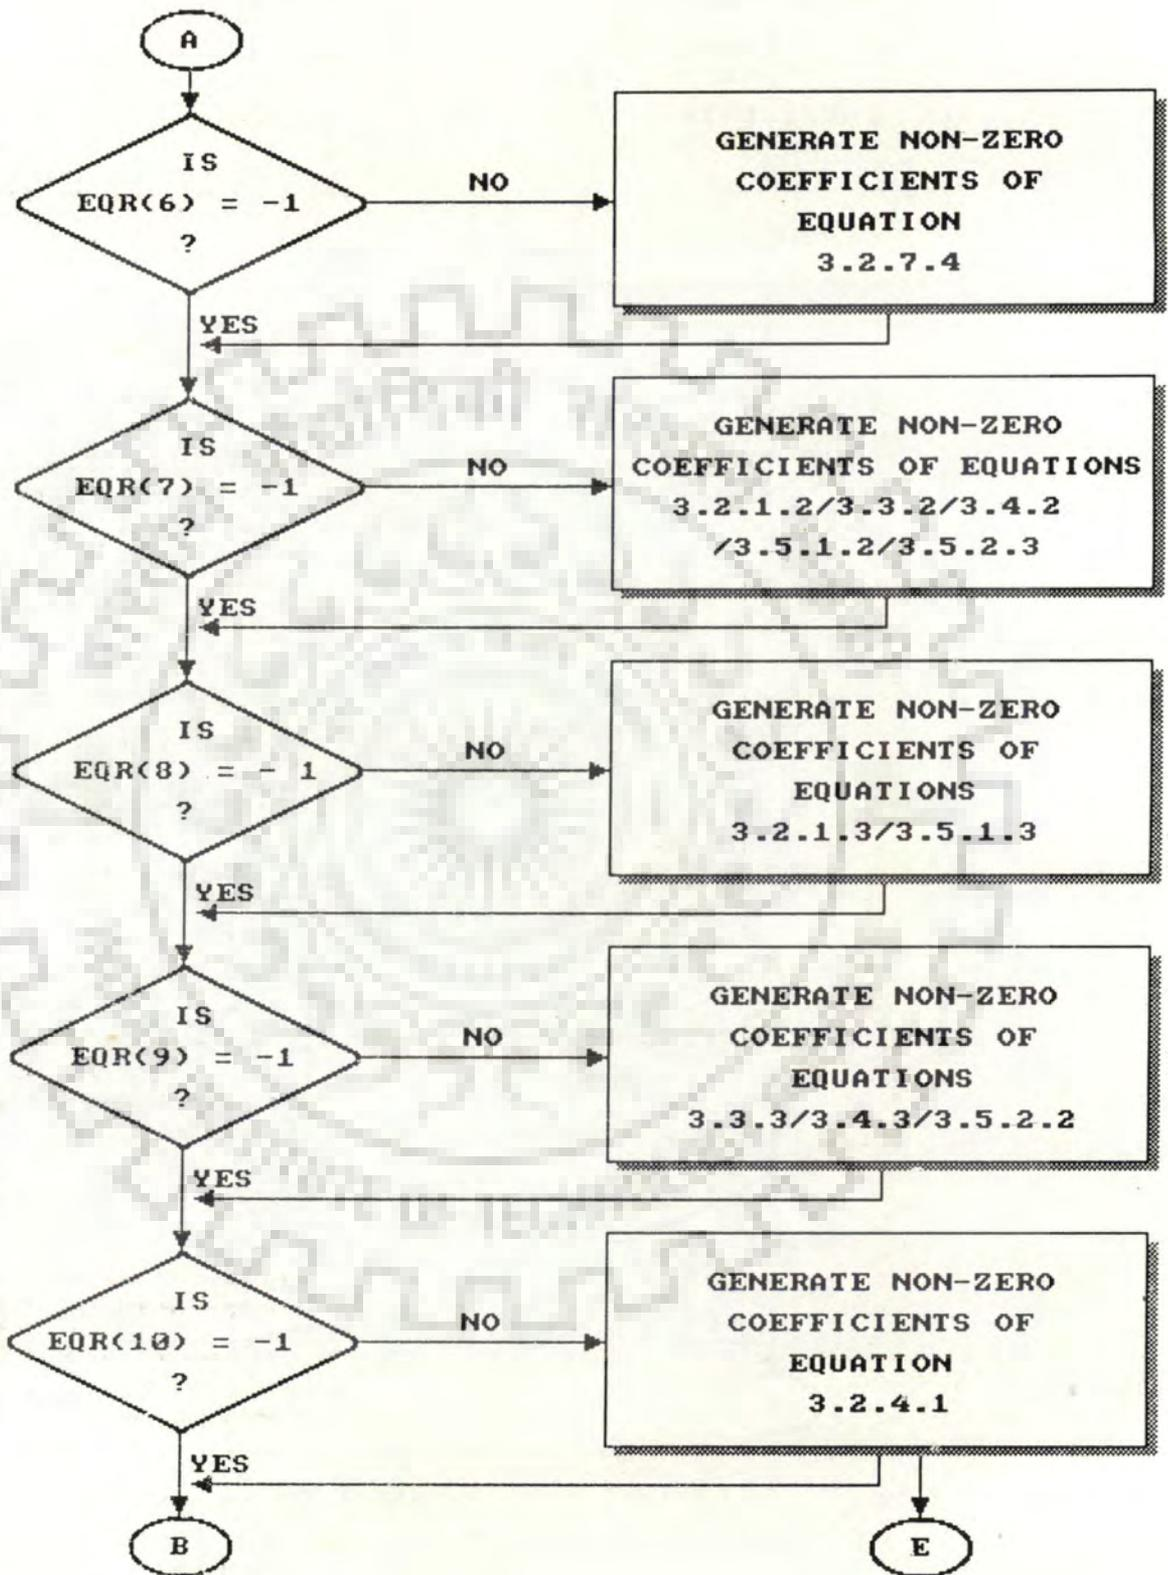 A
IS
EQR(6) = -1
?
NO
GENERATE NON-ZERO
COEFFICIENTS OF
EQUATION
3.2.7.4
YES
IS
EQR(7) = -1
?
NO
GENERATE NON-ZERO
COEFFICIENTS OF EQUATIONS
3.2.1.2/3.3.2/3.4.2
/3.5.1.2/3.5.2.3
YES
IS
EQR(8) = - 1
?
NO
GENERATE NON-ZERO
COEFFICIENTS OF
EQUATIONS
3.2.1.3/3.5.1.3
YES
IS
EQR(9) = -1
?
NO
GENERATE NON-ZERO
COEFFICIENTS OF
EQUATIONS
3.3.3/3.4.3/3.5.2.2
YES
IS
EQR(10) = -1
?
NO
GENERATE NON-ZERO
COEFFICIENTS OF
EQUATION
3.2.4.1
YES
B
E